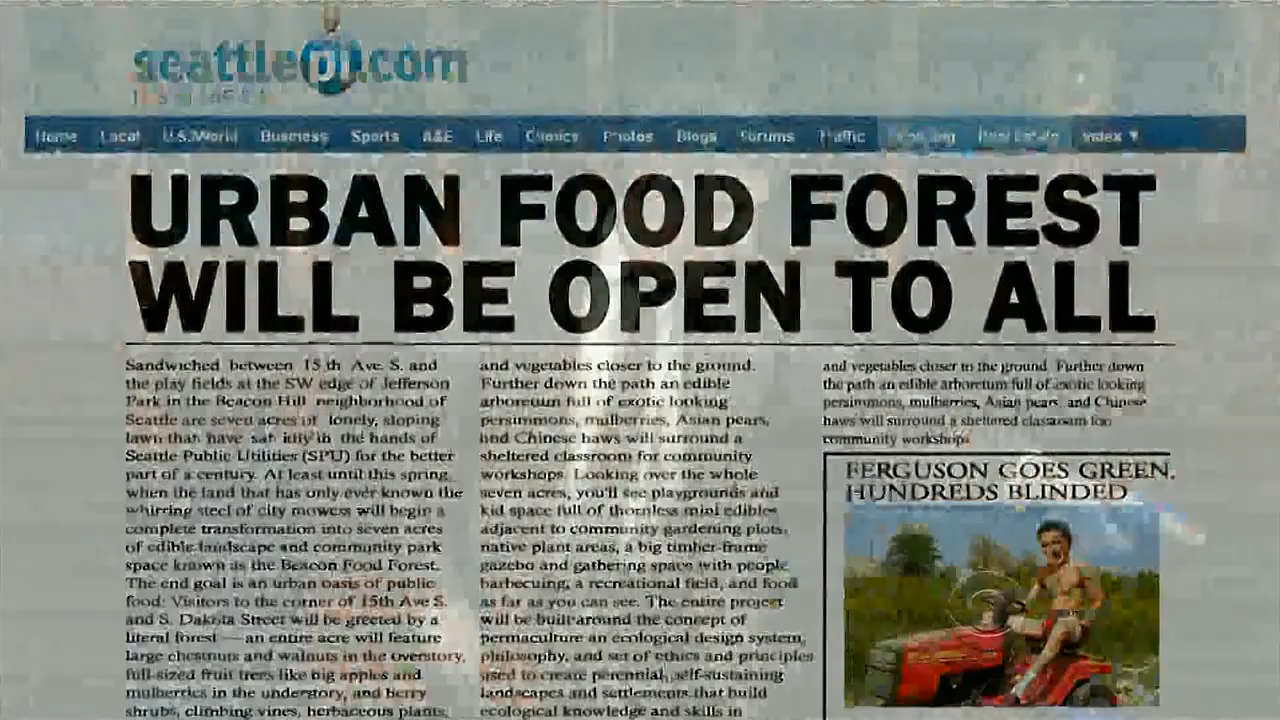 seattlepi.com
Home Local U.S./World Business Sports A&E Life Comics Photos Blogs Forums Traffic Real Estate Index
URBAN FOOD FOREST
WILL BE OPEN TO ALL
Sandwiched between 15th Ave. S. and
the play fields at the SW edge of Jefferson
Park in the Beacon Hill neighborhood of
Seattle are seven acres of lonely, sloping
lawn that have sat idly in the hands of
Seattle Public Utilities (SPU) for the better
part of a century. At least until this spring,
when the land that has only ever known the
whirring steel of city mowers will begin a
complete transformation into seven acres
of edible landscape and community park
space known as the Beacon Food Forest.
The end goal is an urban oasis of public
food: Visitors to the corner of 15th Ave S.
and S. Dakota Street will be greeted by a
literal forest — an entire acre will feature
large chestnuts and walnuts in the overstory,
full-sized fruit trees like big apples and
mulberries in the understory, and berry
shrubs, climbing vines, herbaceous plants,
and vegetables closer to the ground.
Further down the path an edible
arboretum full of exotic looking
persimmons, mulberries, Asian pears,
and Chinese haws will surround a
sheltered classroom for community
workshops. Looking over the whole
seven acres, you'll see playgrounds and
kid space full of thornless mini edibles
adjacent to community gardening plots,
native plant areas, a big timber-frame
gazebo and gathering space with people
barbecuing, a recreational field, and food
as far as you can see. The entire project
will be built around the concept of
permaculture an ecological design system,
philosophy, and set of ethics and principles
used to create perennial, self-sustaining
landscapes and settlements that build
ecological knowledge and skills in
and vegetables closer to the ground. Further down
the path an edible arboretum full of exotic looking
persimmons, mulberries, Asian pears, and Chinese
haws will surround a sheltered classroom for
community workshops
FERGUSON GOES GREEN,
HUNDREDS BLINDED